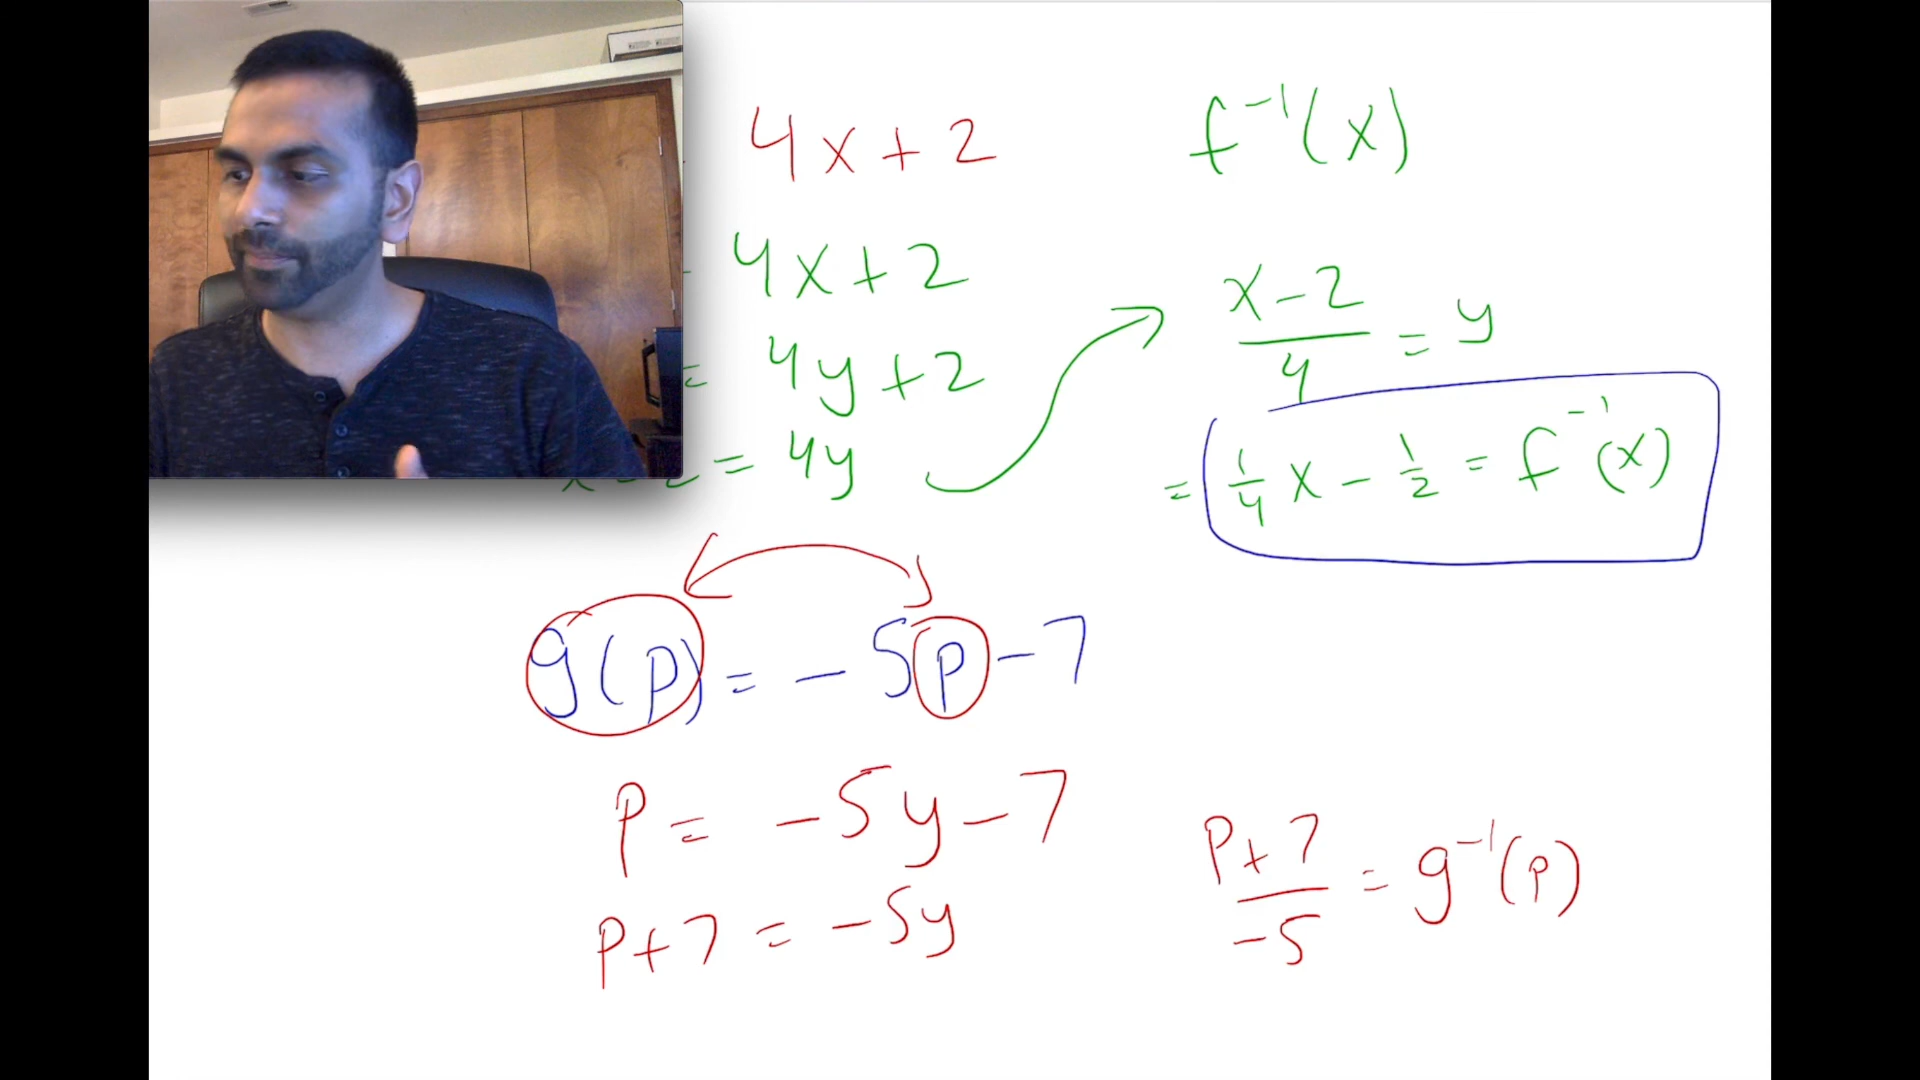 4x + 2
f⁻¹(x)
4x + 2
= 4y + 2
= 4y
x - 2
4
= y
= 1/4 x - 1/2 = f⁻¹(x)
g(p) = - 5p - 7
p = - 5y - 7
p + 7 = - 5y
p + 7
-5
= g⁻¹(p)